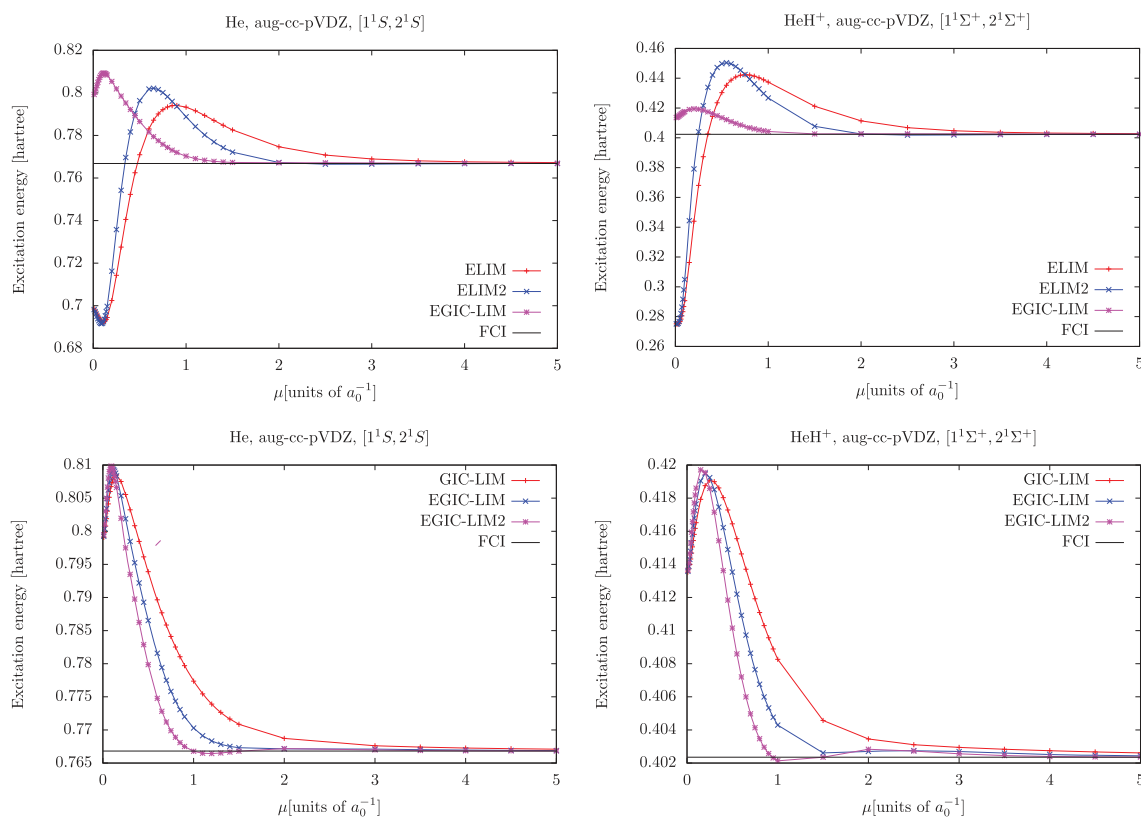 He, aug-cc-pVDZ, [1¹S, 2¹S]
0.82
0.8
0.78
0.76
0.74
0.72
0.7
0.68
Excitation energy [hartree]
ELIM
ELIM2
EGIC-LIM
FCI
0 1 2 3 4 5
μ[units of a₀⁻¹]
HeH⁺, aug-cc-pVDZ, [1¹Σ⁺, 2¹Σ⁺]
0.46
0.44
0.42
0.4
0.38
0.36
0.34
0.32
0.3
0.28
0.26
Excitation energy [hartree]
ELIM
ELIM2
EGIC-LIM
FCI
0 1 2 3 4 5
μ[units of a₀⁻¹]
He, aug-cc-pVDZ, [1¹S, 2¹S]
0.81
0.805
0.8
0.795
0.79
0.785
0.78
0.775
0.77
0.765
Excitation energy [hartree]
GIC-LIM
EGIC-LIM
EGIC-LIM2
FCI
0 1 2 3 4 5
μ[units of a₀⁻¹]
HeH⁺, aug-cc-pVDZ, [1¹Σ⁺, 2¹Σ⁺]
0.42
0.418
0.416
0.414
0.412
0.41
0.408
0.406
0.404
0.402
Excitation energy [hartree]
GIC-LIM
EGIC-LIM
EGIC-LIM2
FCI
0 1 2 3 4 5
μ[units of a₀⁻¹]